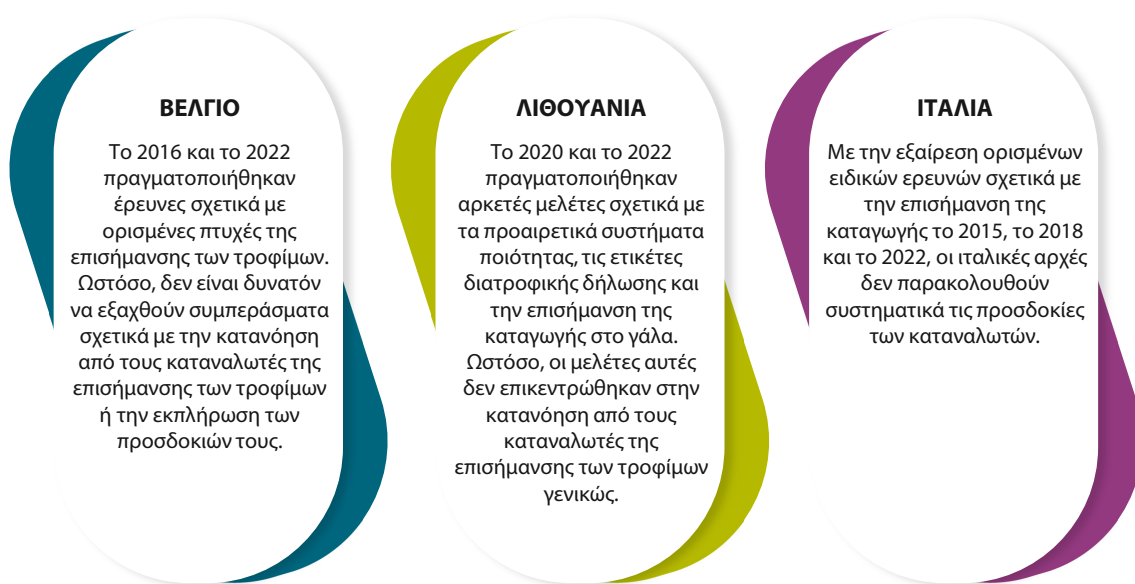 ΒΕΛΓΙΟ
Το 2016 και το 2022
πραγματοποιήθηκαν
έρευνες σχετικά με
ορισμένες πτυχές της
επισήμανσης των τροφίμων.
Ωστόσο, δεν είναι δυνατόν
να εξαχθούν συμπεράσματα
σχετικά με την κατανόηση
από τους καταναλωτές της
επισήμανσης των τροφίμων
ή την εκπλήρωση των
προσδοκιών τους.
ΛΙΘΟΥΑΝΙΑ
Το 2020 και το 2022
πραγματοποιήθηκαν
αρκετές μελέτες σχετικά με
τα προαιρετικά συστήματα
ποιότητας, τις ετικέτες
διατροφικής δήλωσης και
την επισήμανση της
καταγωγής στο γάλα.
Ωστόσο, οι μελέτες αυτές
δεν επικεντρώθηκαν στην
κατανόηση από τους
καταναλωτές της
επισήμανσης των τροφίμων
γενικώς.
ΙΤΑΛΙΑ
Με την εξαίρεση ορισμένων
ειδικών ερευνών σχετικά με
την επισήμανση της
καταγωγής το 2015, το 2018
και το 2022, οι ιταλικές αρχές
δεν παρακολουθούν
συστηματικά τις προσδοκίες
των καταναλωτών.